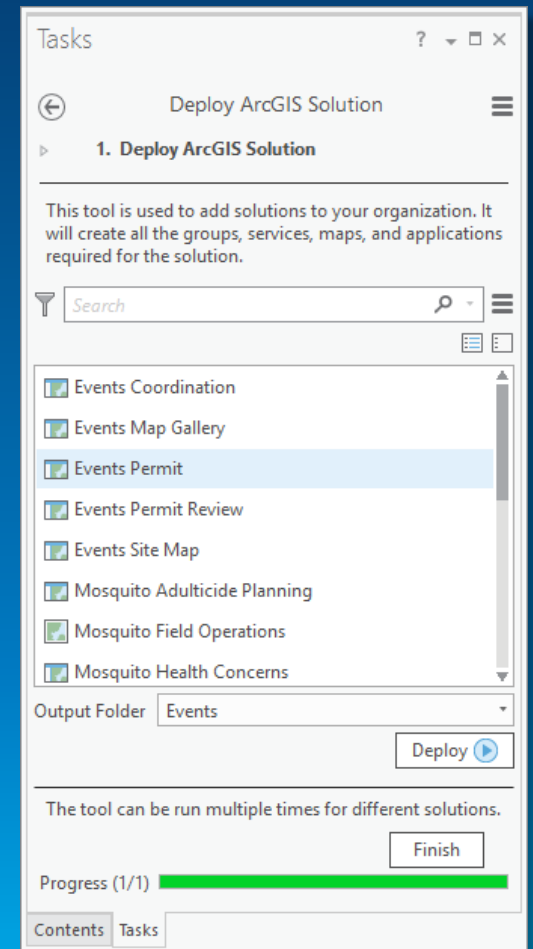 Tasks ?
Deploy ArcGIS Solution
1. Deploy ArcGIS Solution
This tool is used to add solutions to your organization. It
will create all the groups, services, maps, and applications
required for the solution.
Search
Events Coordination
Events Map Gallery
Events Permit
Events Permit Review
Events Site Map
Mosquito Adulticide Planning
Mosquito Field Operations
Mosquito Health Concerns
Output Folder Events
Deploy
The tool can be run multiple times for different solutions.
Finish
Progress (1/1)
Contents Tasks